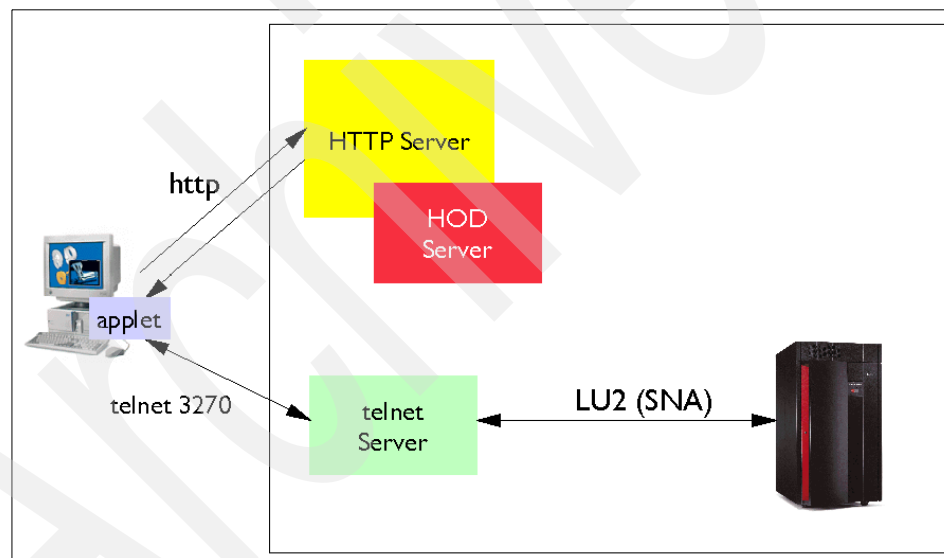 HTTP Server
http
HOD
Server
applet
telnet 3270
telnet
Server
LU2 (SNA)